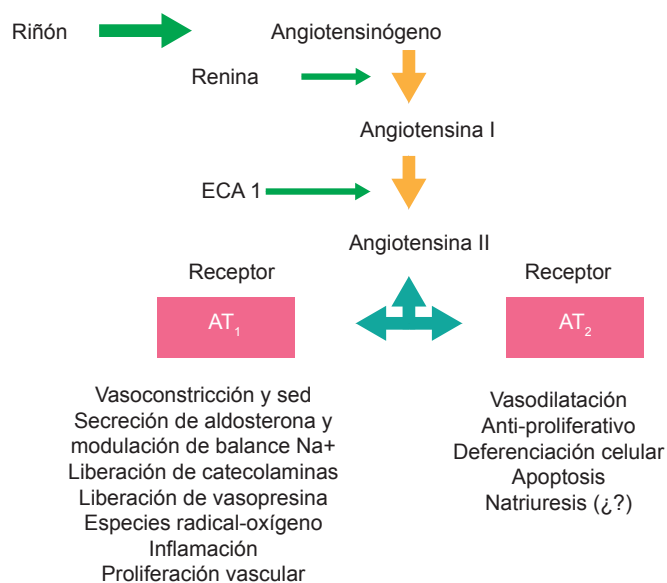 Riñón
Angiotensinógeno
Renina
Angiotensina I
ECA 1
Angiotensina II
Receptor
Receptor
AT1
AT2
Vasoconstricción y sed
Secreción de aldosterona y
modulación de balance Na+
Liberación de catecolaminas
Liberación de vasopresina
Especies radical-oxígeno
Inflamación
Proliferación vascular
Vasodilatación
Anti-proliferativo
Deferenciación celular
Apoptosis
Natriuresis (¿?)